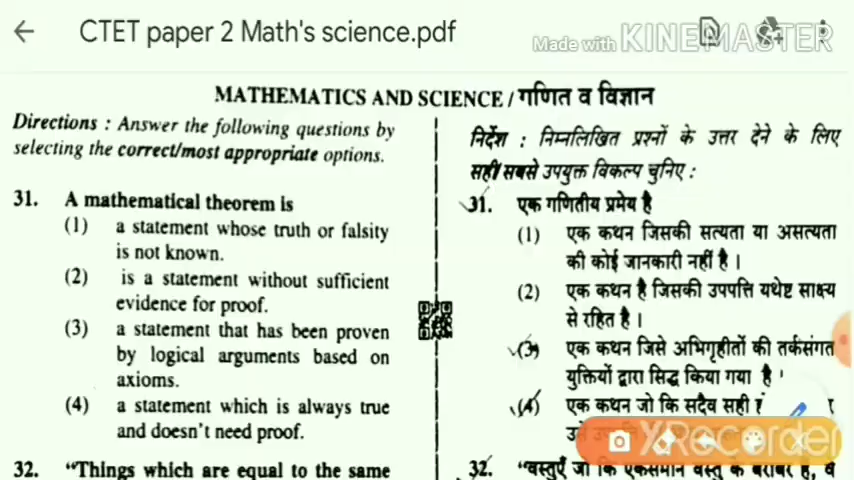 CTET paper 2 Math's science.pdf
Made with KINEMASTER
MATHEMATICS AND SCIENCE / गणित व विज्ञान
Directions : Answer the following questions by
selecting the correct/most appropriate options.
31. A mathematical theorem is
(1) a statement whose truth or falsity
is not known.
(2) is a statement without sufficient
evidence for proof.
(3) a statement that has been proven
by logical arguments based on
axioms.
(4) a statement which is always true
and doesn't need proof.
32. "Things which are equal to the same
निर्देश : निम्नलिखित प्रश्नों के उत्तर देने के लिए
सही/सबसे उपयुक्त विकल्प चुनिए :
31. एक गणितीय प्रमेय है
(1) एक कथन जिसकी सत्यता या असत्यता
की कोई जानकारी नहीं है ।
(2) एक कथन है जिसकी उपपत्ति यथेष्ट साक्ष्य
से रहित है ।
(3) एक कथन जिसे अभिगृहीतों की तर्कसंगत
युक्तियों द्वारा सिद्ध किया गया है
(4) एक कथन जो कि सदैव सही
XRecorder
32. "वस्तुएँ जो कि एकसमान वस्तु के बराबर हैं, वे